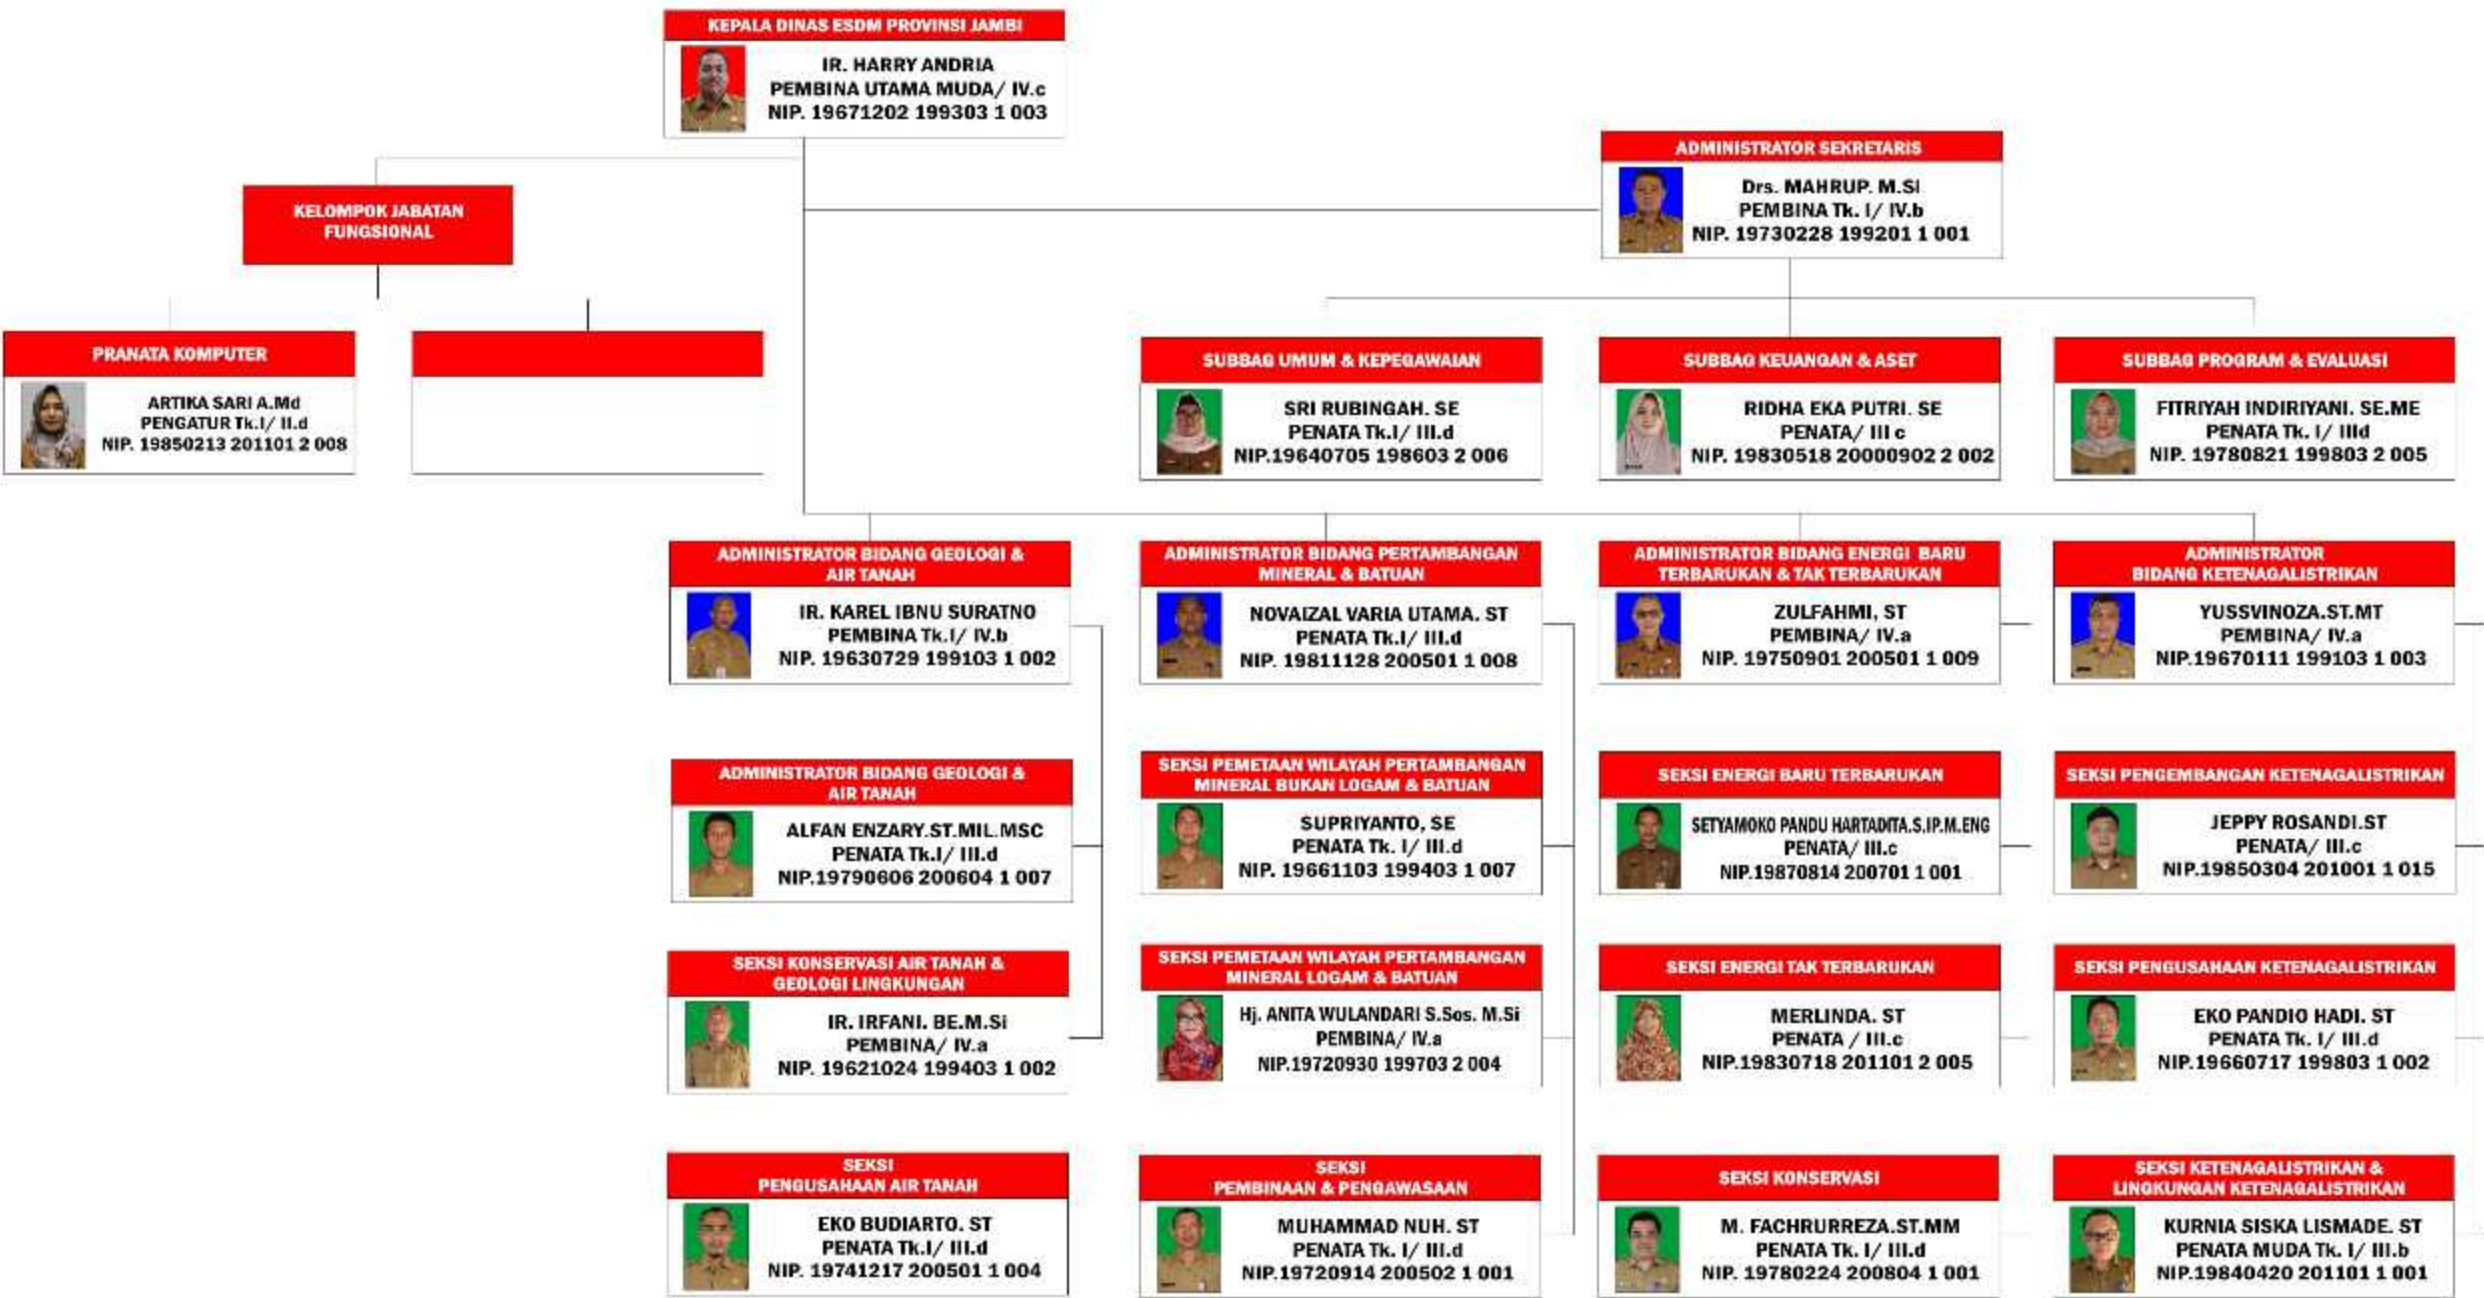 KEPALA DINAS ESDM PROVINSI JAMBI
IR. HARRY ANDRIA
PEMBINA UTAMA MUDA/ IV.c
NIP. 19671202 199303 1 003
ADMINISTRATOR SEKRETARIS
Drs. MAHRUP. M.SI
PEMBINA Tk. I/ IV.b
NIP. 19730228 199201 1 001
KELOMPOK JABATAN
FUNGSIONAL
PRANATA KOMPUTER
ARTIKA SARI A.Md
PENGATUR Tk.I/ II.d
NIP. 19850213 201101 2 008
SUBBAG UMUM & KEPEGAWAIAN
SRI RUBINGAH. SE
PENATA Tk.I/ III.d
NIP.19640705 198603 2 006
SUBBAG KEUANGAN & ASET
RIDHA EKA PUTRI. SE
PENATA/ III c
NIP. 19830518 20000902 2 002
SUBBAG PROGRAM & EVALUASI
FITRIYAH INDIRIYANI. SE.ME
PENATA Tk. I/ IIId
NIP. 19780821 199803 2 005
ADMINISTRATOR BIDANG GEOLOGI &
AIR TANAH
IR. KAREL IBNU SURATNO
PEMBINA Tk.I/ IV.b
NIP. 19630729 199103 1 002
ADMINISTRATOR BIDANG PERTAMBANGAN
MINERAL & BATUAN
NOVAIZAL VARIA UTAMA. ST
PENATA Tk.I/ III.d
NIP. 19811128 200501 1 008
ADMINISTRATOR BIDANG ENERGI BARU
TERBARUKAN & TAK TERBARUKAN
ZULFAHMI, ST
PEMBINA/ IV.a
NIP. 19750901 200501 1 009
ADMINISTRATOR
BIDANG KETENAGALISTRIKAN
YUSSVINOZA.ST.MT
PEMBINA/ IV.a
NIP.19670111 199103 1 003
ADMINISTRATOR BIDANG GEOLOGI &
AIR TANAH
ALFAN ENZARY.ST.MIL.MSC
PENATA Tk.I/ III.d
NIP.19790606 200604 1 007
SEKSI PEMETAAN WILAYAH PERTAMBANGAN
MINERAL BUKAN LOGAM & BATUAN
SUPRIYANTO, SE
PENATA Tk. I/ III.d
NIP. 19661103 199403 1 007
SEKSI ENERGI BARU TERBARUKAN
SETYAMOKO PANDU HARTADITA.S.IP.M.ENG
PENATA/ III.c
NIP.19870814 200701 1 001
SEKSI PENGEMBANGAN KETENAGALISTRIKAN
JEPPY ROSANDI.ST
PENATA/ III.c
NIP.19850304 201001 1 015
SEKSI KONSERVASI AIR TANAH &
GEOLOGI LINGKUNGAN
IR. IRFANI. BE.M.Si
PEMBINA/ IV.a
NIP. 19621024 199403 1 002
SEKSI PEMETAAN WILAYAH PERTAMBANGAN
MINERAL LOGAM & BATUAN
Hj. ANITA WULANDARI S.Sos. M.Si
PEMBINA/ IV.a
NIP.19720930 199703 2 004
SEKSI ENERGI TAK TERBARUKAN
MERLINDA. ST
PENATA / III.c
NIP.19830718 201101 2 005
SEKSI PENGUSAHAAN KETENAGALISTRIKAN
EKO PANDIO HADI. ST
PENATA Tk. I/ III.d
NIP.19660717 199803 1 002
SEKSI
PENGUSAHAAN AIR TANAH
EKO BUDIARTO. ST
PENATA Tk.I/ III.d
NIP. 19741217 200501 1 004
SEKSI
PEMBINAAN & PENGAWASAAN
MUHAMMAD NUH. ST
PENATA Tk. I/ III.d
NIP.19720914 200502 1 001
SEKSI KONSERVASI
M. FACHRURREZA.ST.MM
PENATA Tk. I/ III.d
NIP. 19780224 200804 1 001
SEKSI KETENAGALISTRIKAN &
LINGKUNGAN KETENAGALISTRIKAN
KURNIA SISKA LISMADE. ST
PENATA MUDA Tk. I/ III.b
NIP.19840420 201101 1 001